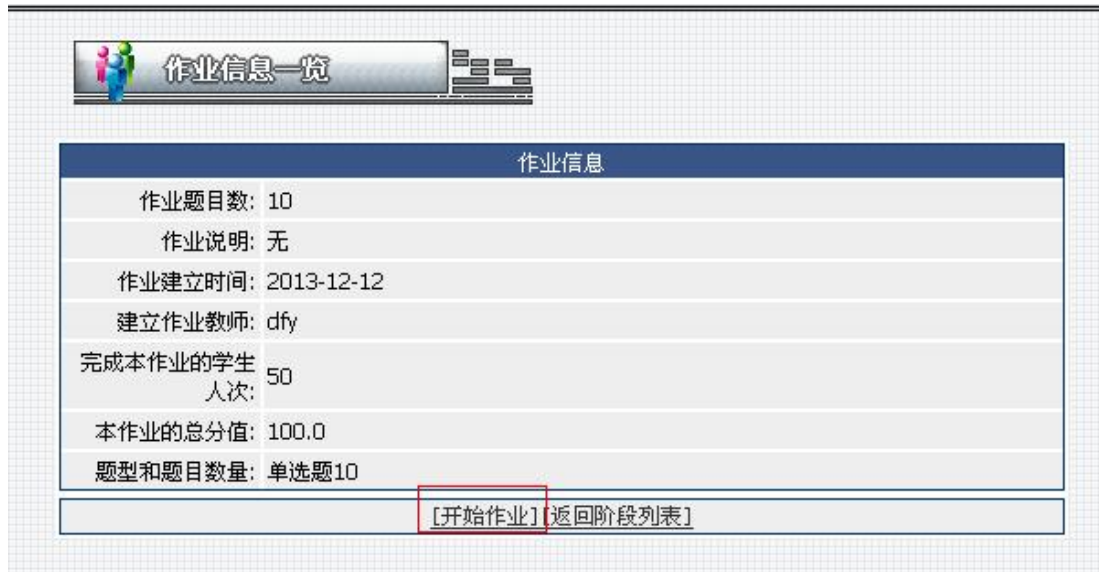 作业信息一览
作业信息
作业题目数: 10
作业说明: 无
作业建立时间: 2013-12-12
建立作业教师: dfy
完成本作业的学生
人次: 50
本作业的总分值: 100.0
题型和题目数量: 单选题10
[开始作业] [返回阶段列表]